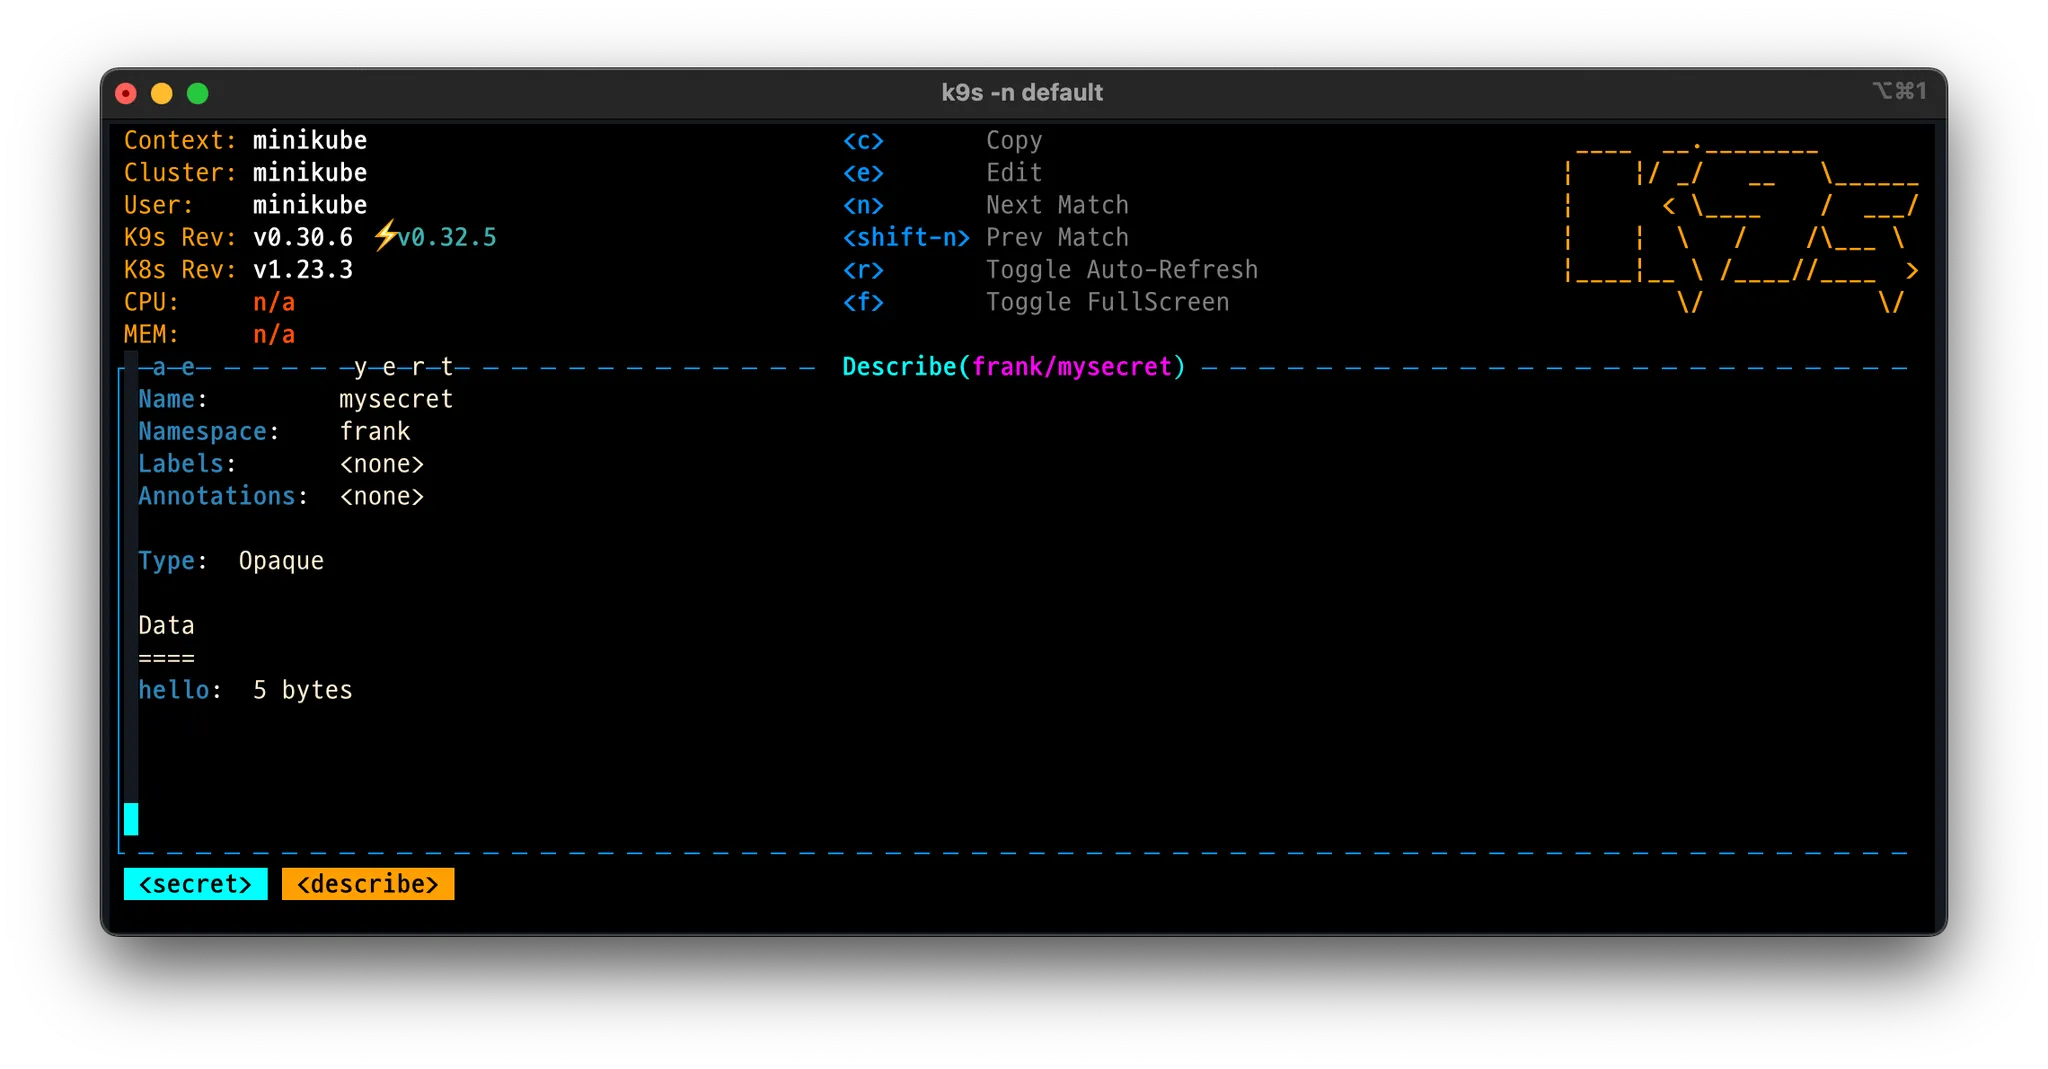 k9s -n default
⌥⌘1
Context: minikube
Cluster: minikube
User: minikube
K9s Rev: v0.30.6 ⚡v0.32.5
K8s Rev: v1.23.3
CPU: n/a
MEM: n/a
<c> Copy
<e> Edit
<n> Next Match
<shift-n> Prev Match
<r> Toggle Auto-Refresh
<f> Toggle FullScreen
a e y e r t
Describe(frank/mysecret)
Name: mysecret
Namespace: frank
Labels: <none>
Annotations: <none>
Type: Opaque
Data
====
hello: 5 bytes
<secret> <describe>